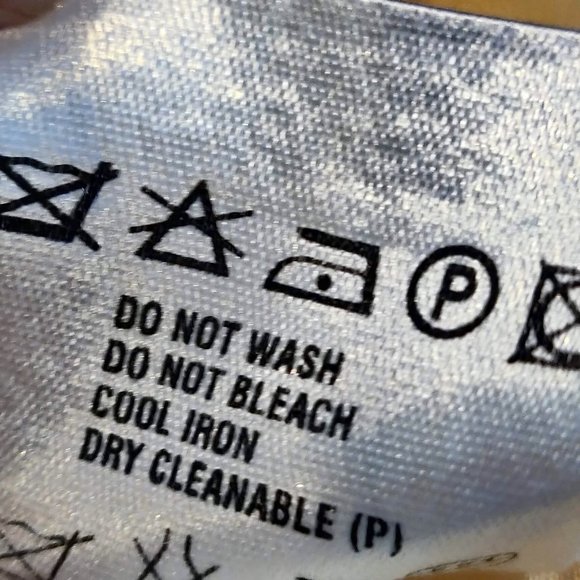 P
DO NOT WASH
DO NOT BLEACH
COOL IRON
DRY CLEANABLE (P)